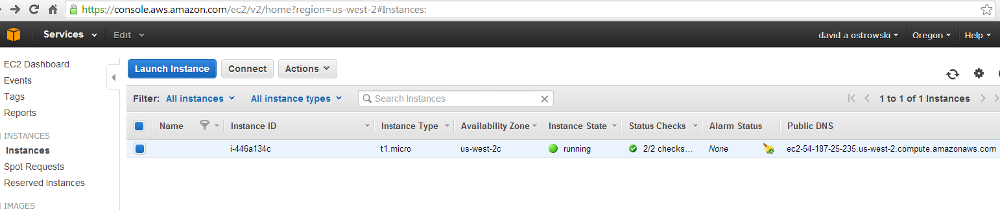 https://console.aws.amazon.com/ec2/v2/home?region=us-west-2#Instances:
Services Edit david a ostrowski Oregon Help
EC2 Dashboard
Events
Tags
Reports
INSTANCES
Instances
Spot Requests
Reserved Instances
IMAGES
Launch Instance Connect Actions
Filter: All instances All instance types Search Instances 1 to 1 of 1 Instances
Name Instance ID Instance Type Availability Zone Instance State Status Checks Alarm Status Public DNS
i-446a134c t1.micro us-west-2c running 2/2 checks... None ec2-54-187-25-235.us-west-2.compute.amazonaws.com